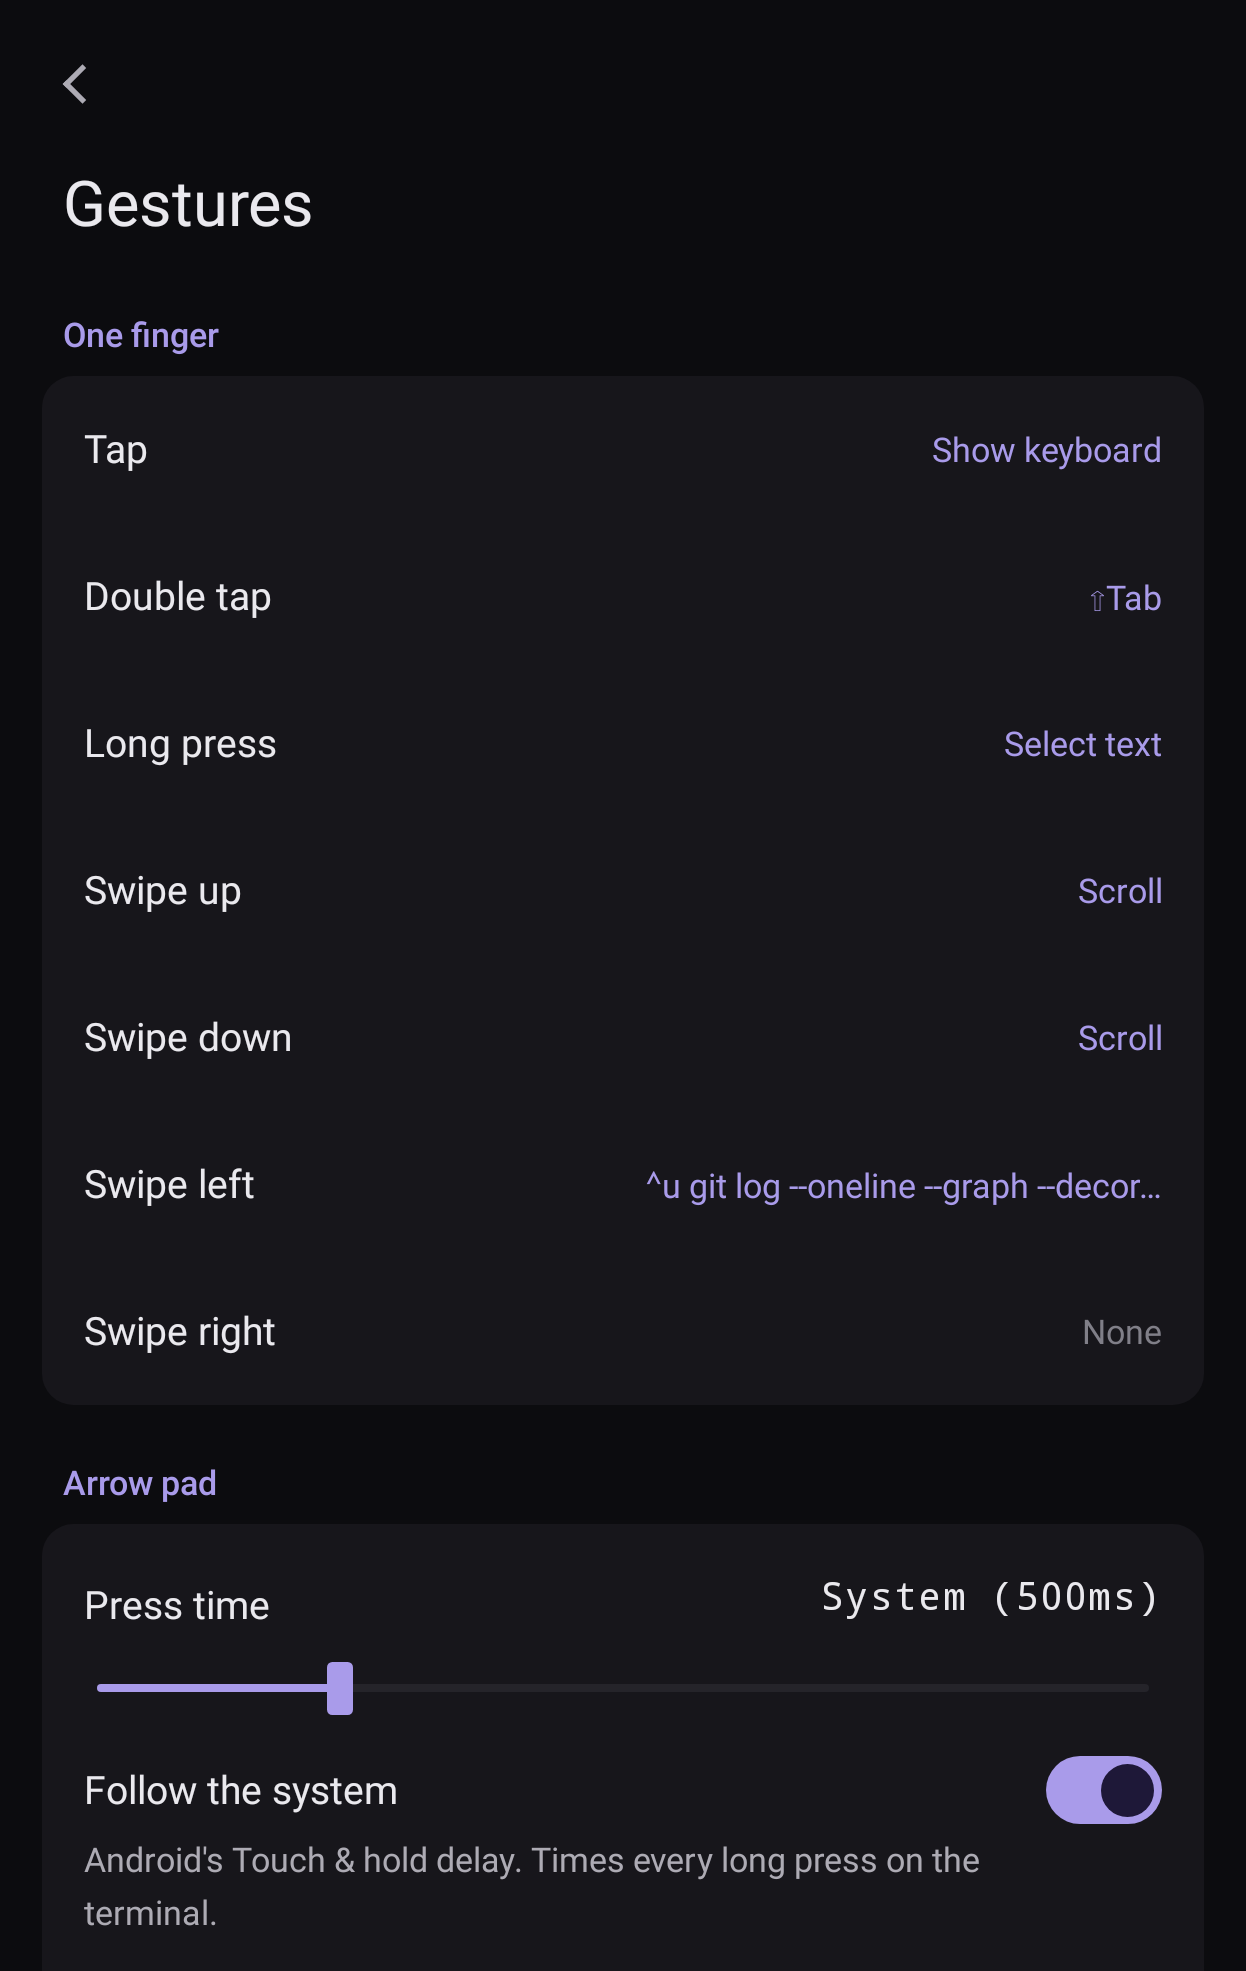 Gestures
One finger
Tap
Show keyboard
Double tap
⇧Tab
Long press
Select text
Swipe up
Scroll
Swipe down
Scroll
Swipe left
^u git log --oneline --graph --decor…
Swipe right
None
Arrow pad
Press time
System (500ms)
Follow the system
Android's Touch & hold delay. Times every long press on the
terminal.